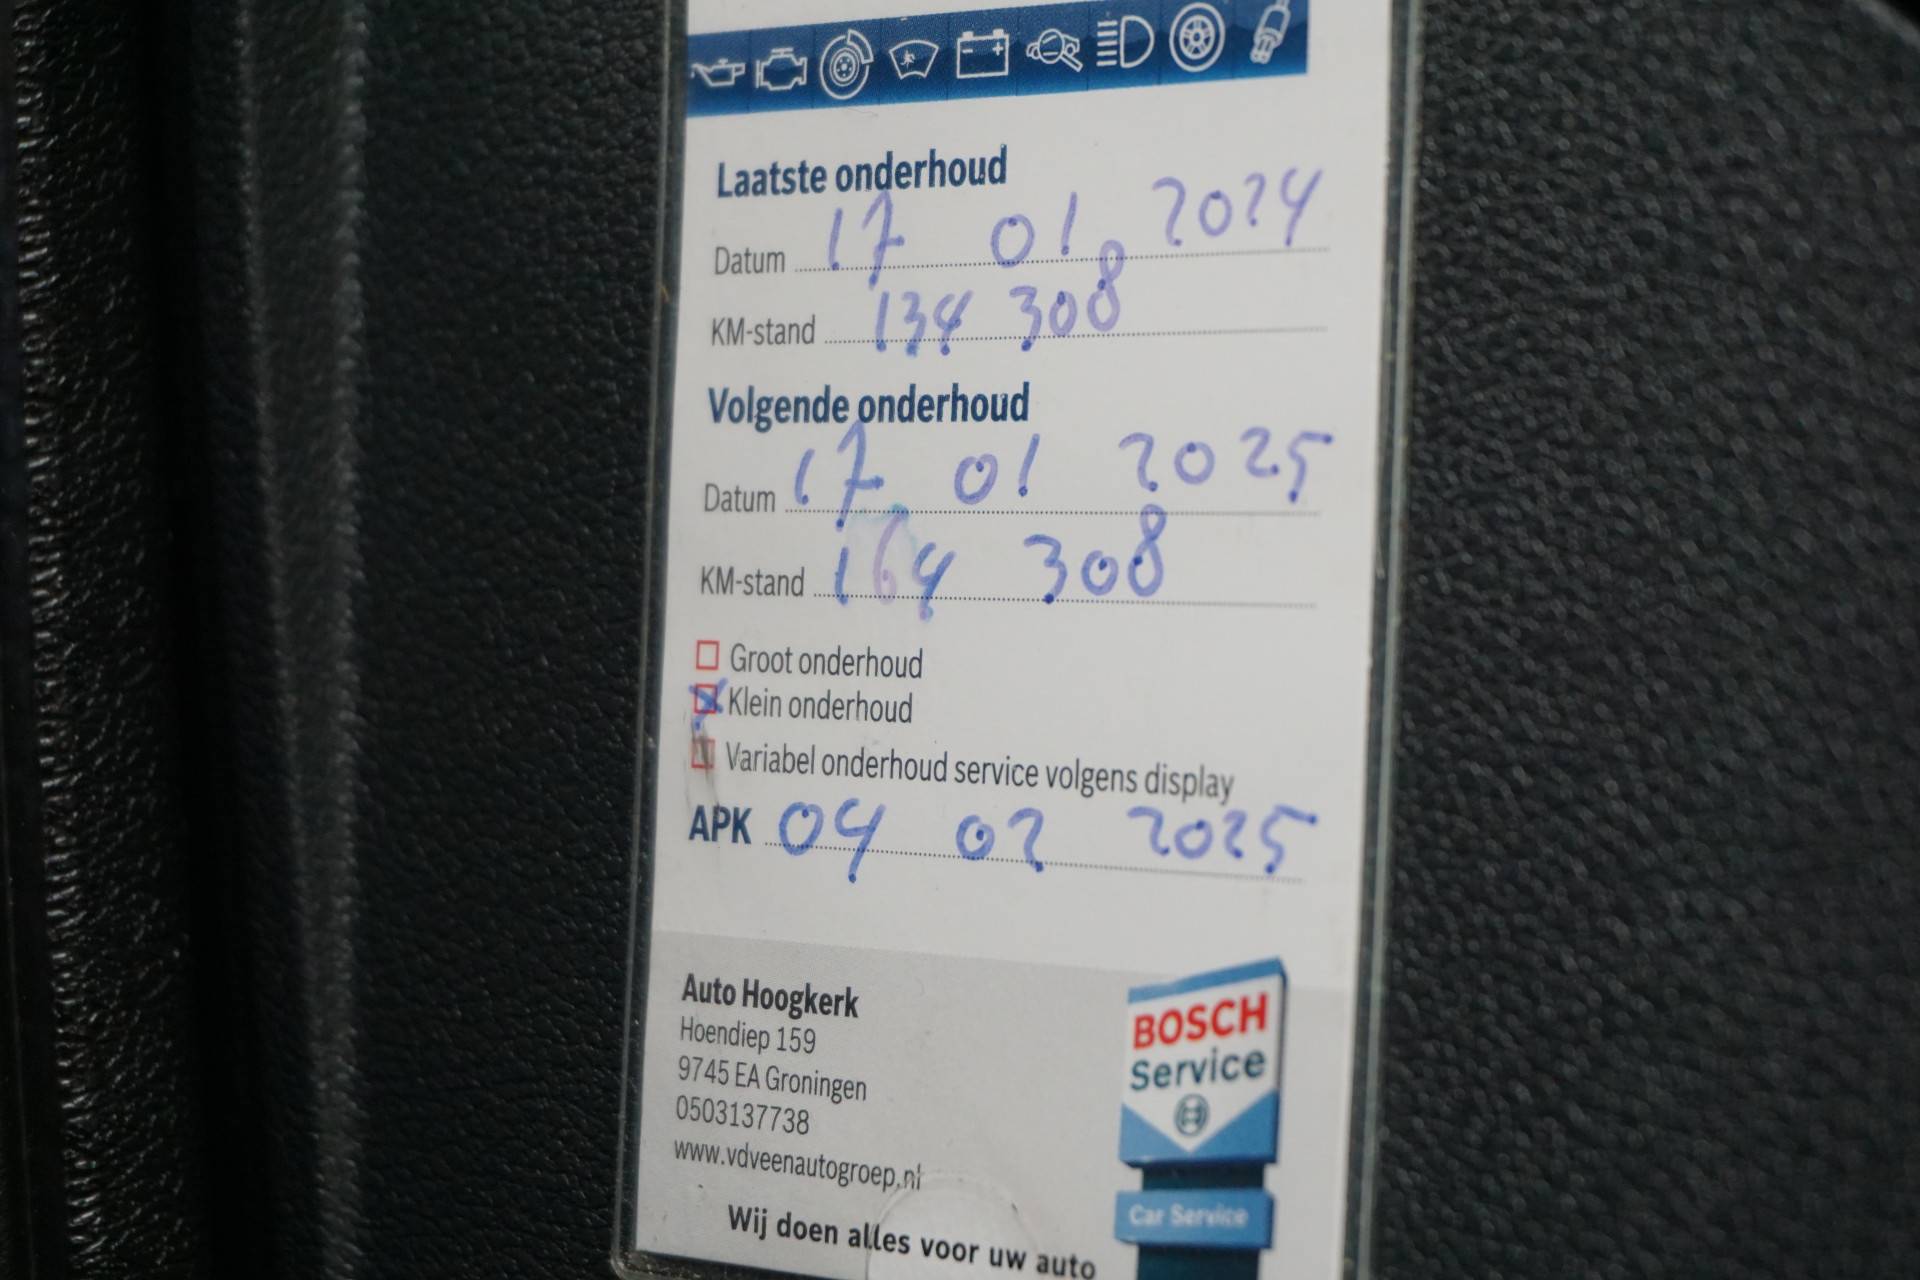 Laatste onderhoud
Datum 17 01 2024
KM-stand 134 308
Volgende onderhoud
Datum 17 01 2025
KM-stand 164 308
Groot onderhoud
Klein onderhoud
Variabel onderhoud service volgens display
APK 04 02 2025
Auto Hoogkerk
Hoendiep 159
9745 EA Groningen
0503137738
www.vdveenautogroep.nl
Wij doen alles voor uw auto
BOSCH
Service
Car Service